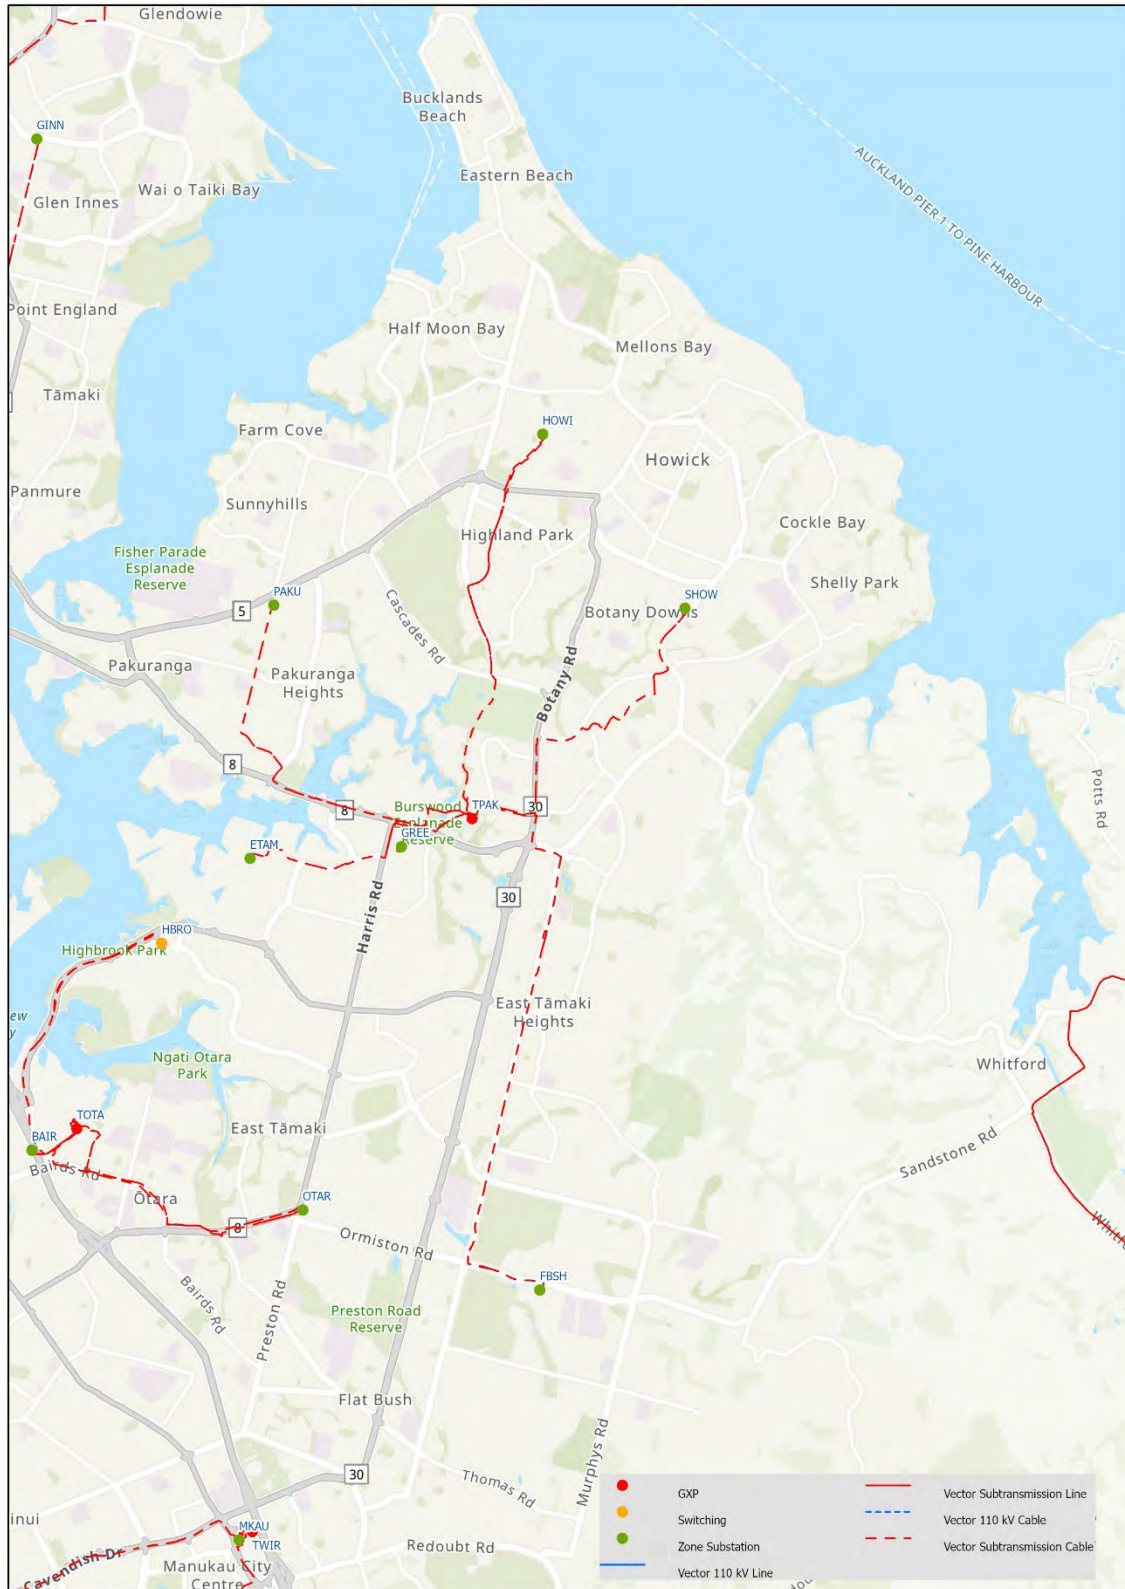 Glendowie
Bucklands
Beach
GINN
AUCKLAND PIER 1 TO PINE HARBOUR
Eastern Beach
Wai o Taiki Bay
Glen Innes
Point England
Half Moon Bay
Mellons Bay
Tāmaki
HOWI
Farm Cove
Howick
Panmure
Sunnyhills
Cockle Bay
Highland Park
Fisher Parade
Esplanade
Reserve
Shelly Park
PAKU
5
Cascades Rd
SHOW
Botany Downs
Pakuranga
Pakuranga
Heights
Botany Rd
8
Potts Rd
8
Burswood
Esplanade
Reserve
TPAK
30
GREE
ETAM
Harris Rd
30
HBRO
Highbrook Park
East Tāmaki
Heights
Ngati Otara
Park
Whitford
TOTA
East Tāmaki
BAIR
Bairds Rd
Sandstone Rd
Ōtara
OTAR
8
Ormiston Rd
FBSH
Bairds Rd
Preston Rd
Preston Road
Reserve
Flat Bush
Murphys Rd
30
Thomas Rd
MKAU
TWIR
Redoubt Rd
Cavendish Dr
Manukau City
Centre
GXP
Vector Subtransmission Line
Switching
Vector 110 kV Cable
Zone Substation
Vector Subtransmission Cable
Vector 110 kV Line